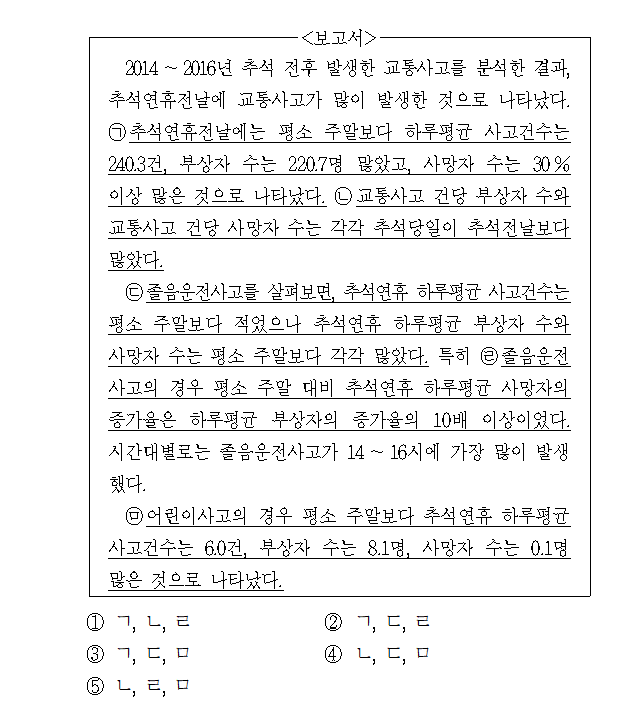 <보고서>
2014 ~ 2016년 추석 전후 발생한 교통사고를 분석한 결과,
추석연휴전날에 교통사고가 많이 발생한 것으로 나타났다.
㉠추석연휴전날에는 평소 주말보다 하루평균 사고건수는
240.3건, 부상자 수는 220.7명 많았고, 사망자 수는 30%
이상 많은 것으로 나타났다. ㉡교통사고 건당 부상자 수와
교통사고 건당 사망자 수는 각각 추석당일이 추석전날보다
많았다.
㉢졸음운전사고를 살펴보면, 추석연휴 하루평균 사고건수는
평소 주말보다 적었으나 추석연휴 하루평균 부상자 수와
사망자 수는 평소 주말보다 각각 많았다. 특히 ㉣졸음운전
사고의 경우 평소 주말 대비 추석연휴 하루평균 사망자의
증가율은 하루평균 부상자의 증가율의 10배 이상이었다.
시간대별로는 졸음운전사고가 14 ~ 16시에 가장 많이 발생
했다.
㉤어린이사고의 경우 평소 주말보다 추석연휴 하루평균
사고건수는 6.0건, 부상자 수는 8.1명, 사망자 수는 0.1명
많은 것으로 나타났다.
① ㄱ, ㄴ, ㄹ ② ㄱ, ㄷ, ㄹ
③ ㄱ, ㄷ, ㅁ ④ ㄴ, ㄷ, ㅁ
⑤ ㄴ, ㄹ, ㅁ